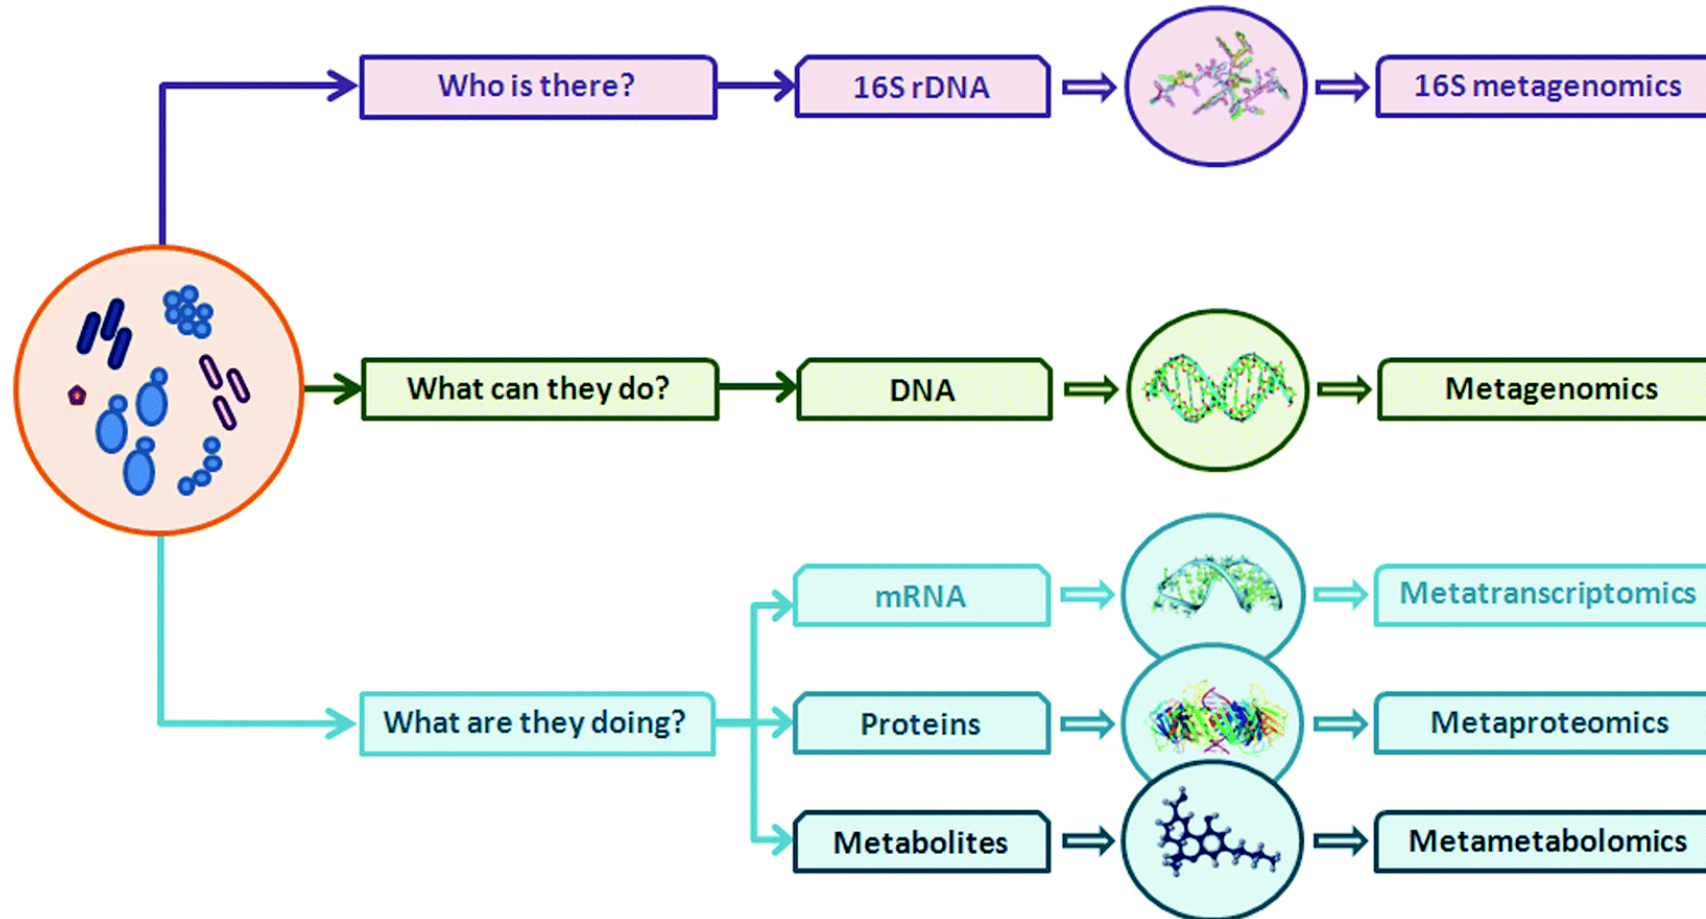 Who is there?
16S rDNA
16S metagenomics
What can they do?
DNA
Metagenomics
mRNA
Metatranscriptomics
What are they doing?
Proteins
Metaproteomics
Metabolites
Metametabolomics